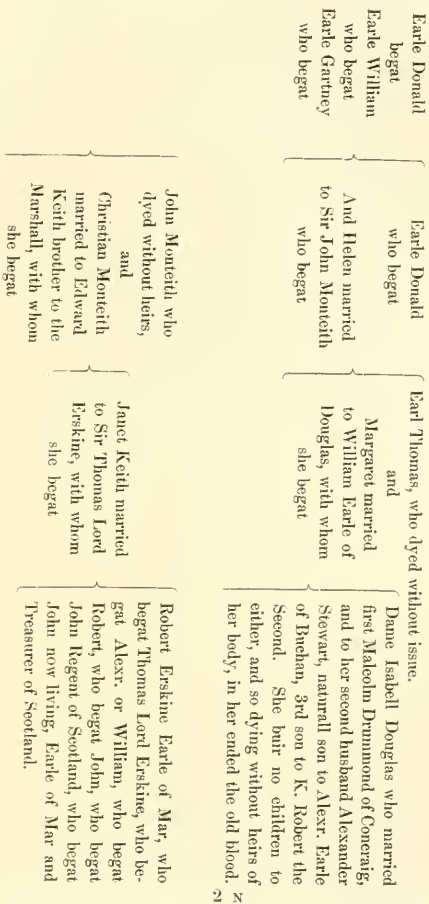 Earle Donald
begat
Earle William
who begat
Earle Gartney
who begat
Earle Donald
who begat
And Helen married
to Sir John Monteith
who begat
Earl Thomas, who dyed without issue.
and
Margaret married
to William Earle of
Douglas, with whom
she begat
Dame Isabell Douglas who married
first Malcolm Drummond of Concraig,
and to her second husband Alexander
Stewart, naturall son to Alexr. Earle
of Buchan, 3rd son to K. Robert the
Second. She buir no children to
either, and so dying without heirs of
her body, in her ended the old blood.
John Monteith who
dyed without heirs,
and
Christian Monteith
married to Edward
Keith brother to the
Marshall, with whom
she begat
Janet Keith married
to Sir Thomas Lord
Erskine, with whom
she begat
Robert Erskine Earle of Mar, who
begat Thomas Lord Erskine, who be-
gat Alexr. or William, who begat
Robert, who begat John, who begat
John Regent of Scotland, who begat
John now living, Earle of Mar and
Treasurer of Scotland.
2 N